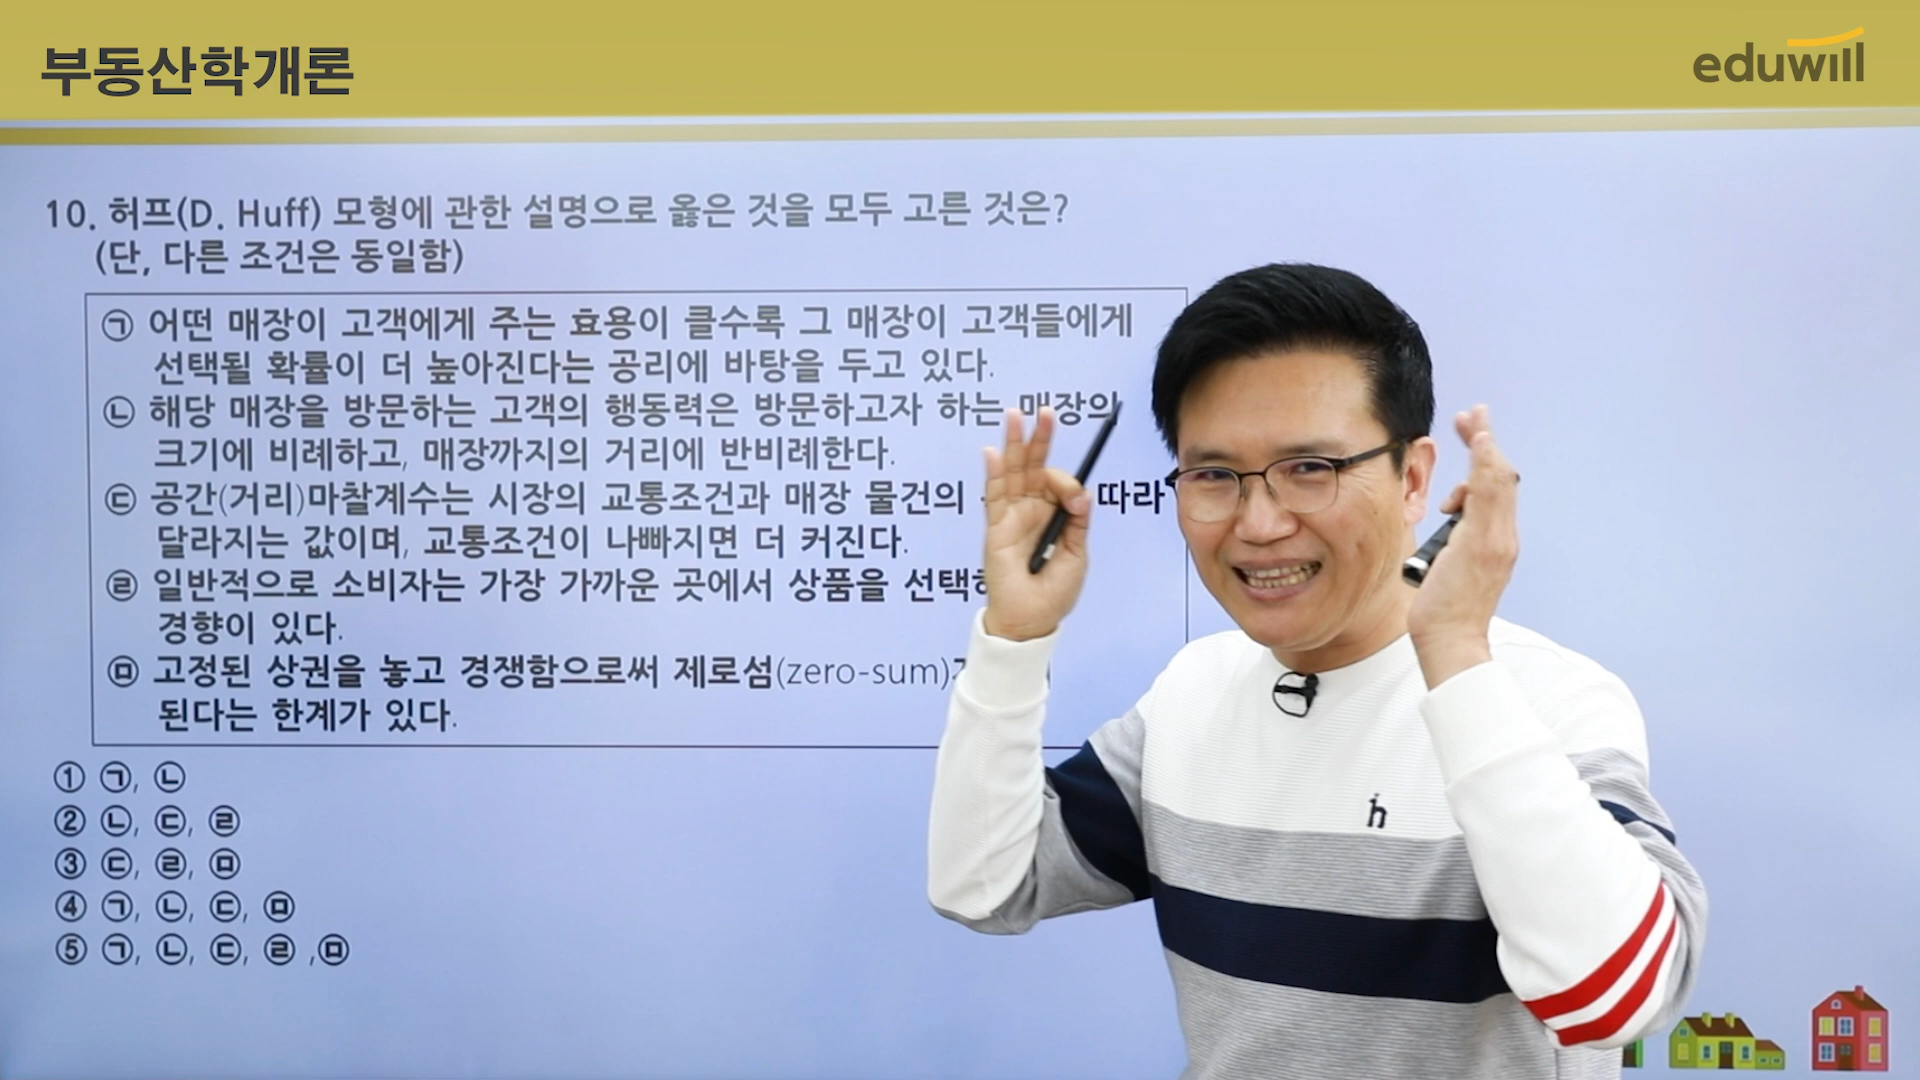 부동산학개론
eduwill
10. 허프(D. Huff) 모형에 관한 설명으로 옳은 것을 모두 고른 것은?
(단, 다른 조건은 동일함)
㉠ 어떤 매장이 고객에게 주는 효용이 클수록 그 매장이 고객들에게
선택될 확률이 더 높아진다는 공리에 바탕을 두고 있다.
㉡ 해당 매장을 방문하는 고객의 행동력은 방문하고자 하는 매장의
크기에 비례하고, 매장까지의 거리에 반비례한다.
㉢ 공간(거리)마찰계수는 시장의 교통조건과 매장 물건의 따라
달라지는 값이며, 교통조건이 나빠지면 더 커진다.
㉣ 일반적으로 소비자는 가장 가까운 곳에서 상품을 선택하
경향이 있다.
㉤ 고정된 상권을 놓고 경쟁함으로써 제로섬(zero-sum)
된다는 한계가 있다.
① ㉠, ㉡
② ㉡, ㉢, ㉣
③ ㉢, ㉣, ㉤
④ ㉠, ㉡, ㉢, ㉤
⑤ ㉠, ㉡, ㉢, ㉣ ,㉤
h